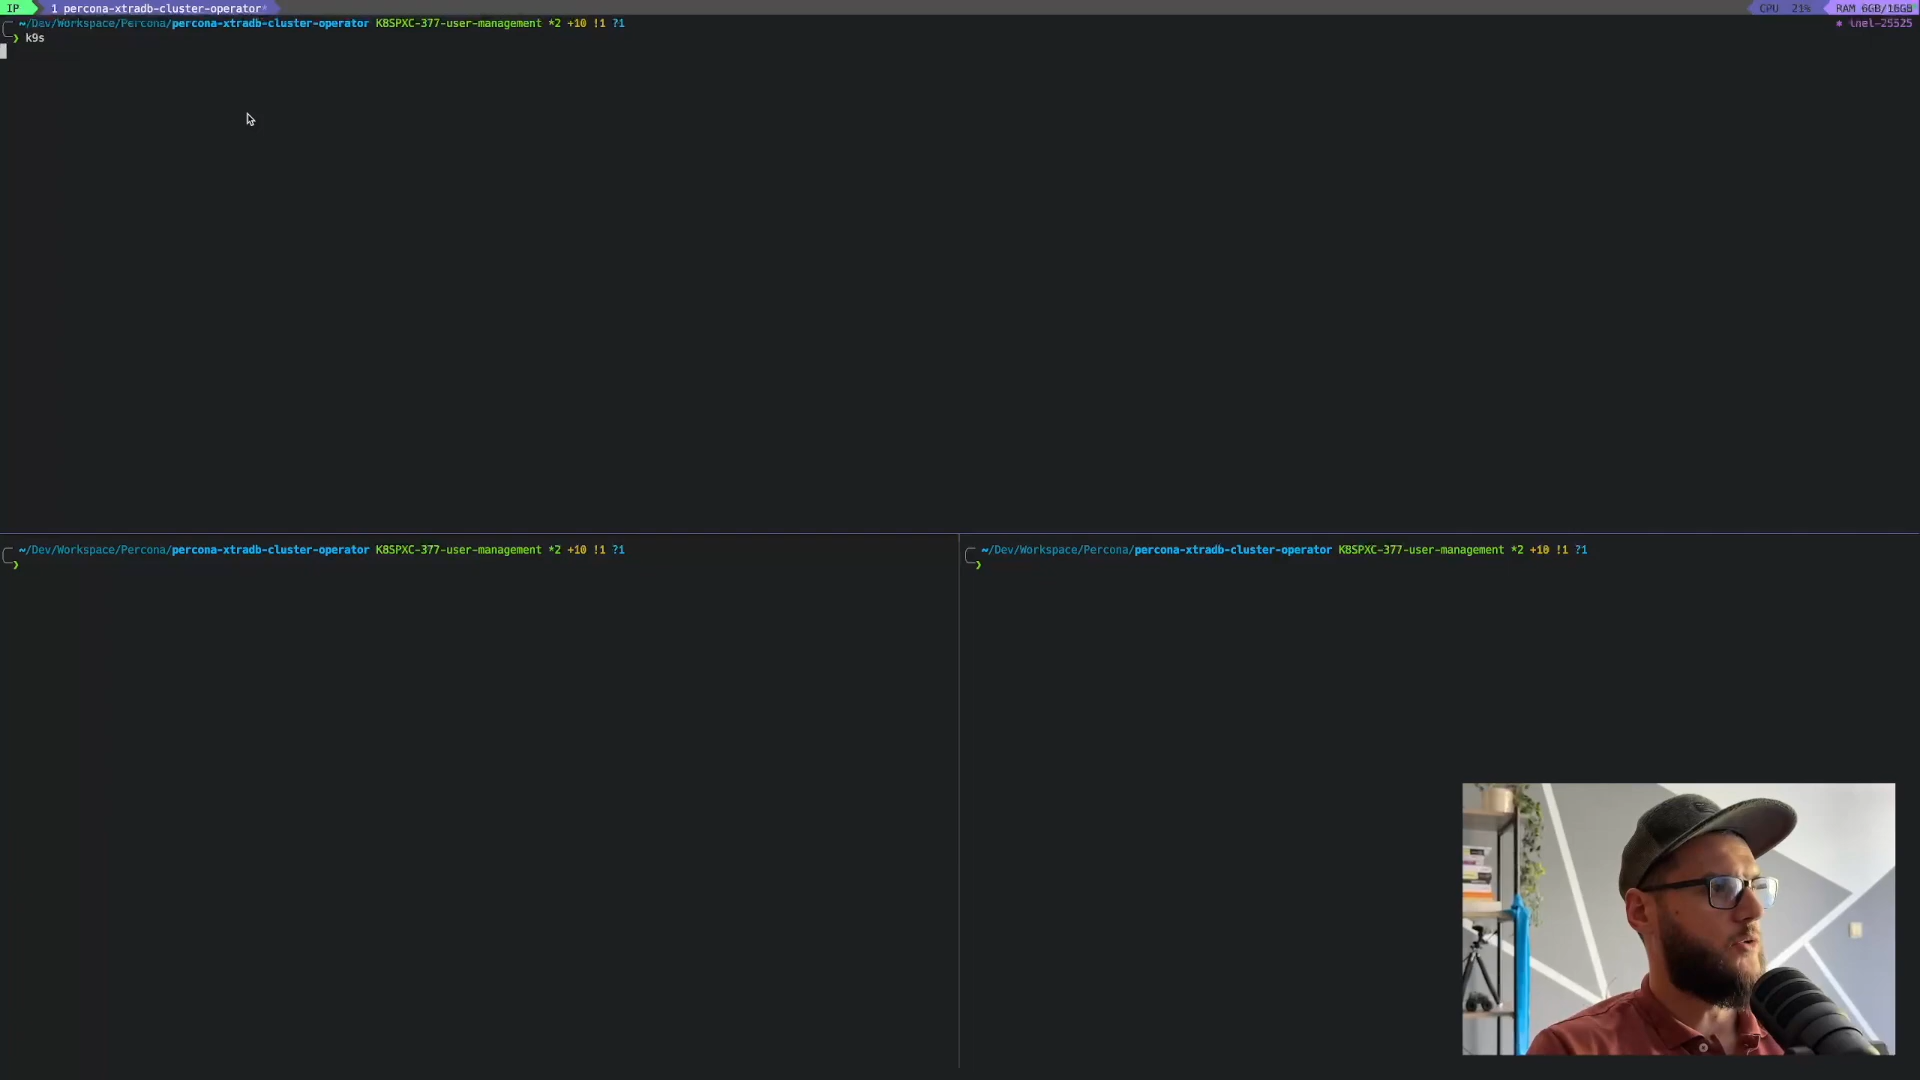 IP 1 percona-xtradb-cluster-operator* CPU 21% RAM 6GB/16GB
~/Dev/Workspace/Percona/percona-xtradb-cluster-operator K8SPXC-377-user-management *2 +10 !1 ?1 ⎈ inel-25525
❯ k9s
~/Dev/Workspace/Percona/percona-xtradb-cluster-operator K8SPXC-377-user-management *2 +10 !1 ?1
❯
~/Dev/Workspace/Percona/percona-xtradb-cluster-operator K8SPXC-377-user-management *2 +10 !1 ?1
❯